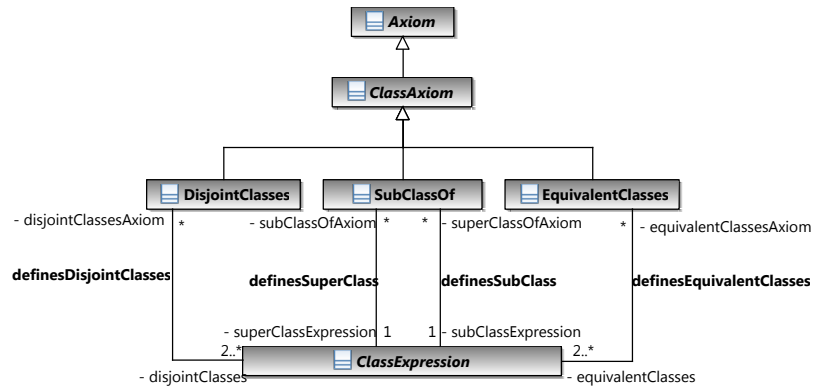 Axiom
ClassAxiom
DisjointClasses
SubClassOf
EquivalentClasses
- disjointClassesAxiom
*
- subClassOfAxiom
*
*
- superClassOfAxiom
*
- equivalentClassesAxiom
definesDisjointClasses
definesSuperClass
definesSubClass
definesEquivalentClasses
- superClassExpression
1
1
- subClassExpression
2..*
ClassExpression
2..*
- disjointClasses
- equivalentClasses